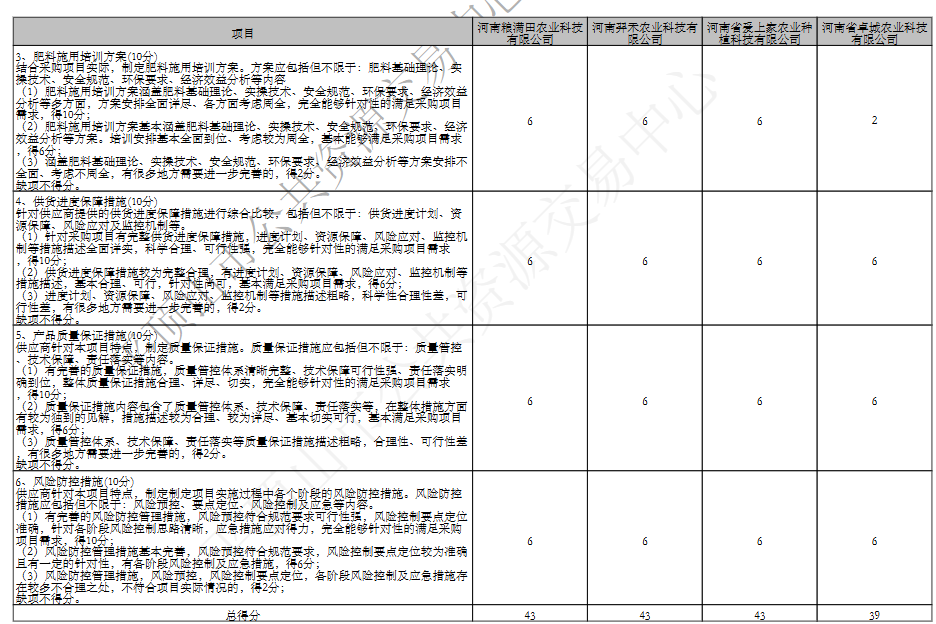 项目
河南粮满田农业科技有限公司
河南羿禾农业科技有限公司
河南省爱上家农业种植科技有限公司
河南省卓城农业科技有限公司
3、肥料施用培训方案(10分)
结合采购项目实际，制定肥料施用培训方案。方案应包括但不限于：肥料基础理论、实
操技术、安全规范、环保要求、经济效益分析等内容
（1）肥料施用培训方案涵盖肥料基础理论、实操技术、安全规范、环保要求、经济效益
分析等多方面，方案安排全面详尽、各方面考虑周全，完全能够针对性的满足采购项目
需求，得10分；
（2）肥料施用培训方案基本涵盖肥料基础理论、实操技术、安全规范、环保要求、经济
效益分析等方案。培训安排基本全面到位、考虑较为周全，基本能够满足采购项目需求
，得6分；
（3）涵盖肥料基础理论、实操技术、安全规范、环保要求、经济效益分析等方案安排不
全面、考虑不周全，有很多地方需要进一步完善的，得2分。
缺项不得分。
6
6
6
2
4、供货进度保障措施(10分)
针对供应商提供的供货进度保障措施进行综合比较，包括但不限于：供货进度计划、资
源保障、风险应对及监控机制等。
（1）针对采购项目有完整供货进度保障措施，进度计划、资源保障、风险应对、监控机
制等措施描述全面详实，科学合理、可行性强，完全能够针对性的满足采购项目需求
，得10分；
（2）供货进度保障措施较为完整合理，有进度计划、资源保障、风险应对、监控机制等
措施描述，基本合理、可行，针对性尚可，基本满足采购项目需求，得6分；
（3）进度计划、资源保障、风险应对、监控机制等措施描述粗略，科学性合理性差，可
行性差，有很多地方需要进一步完善的，得2分。
缺项不得分。
6
6
6
6
5、产品质量保证措施(10分)
供应商针对本项目特点，制定质量保证措施。质量保证措施应包括但不限于：质量管控
、技术保障、责任落实等内容。
（1）有完善的质量保证措施，质量管控体系清晰完整、技术保障可行性强、责任落实明
确到位，整体质量保证措施合理、详尽、切实，完全能够针对性的满足采购项目需求
，得10分；
（2）质量保证措施内容包含了质量管控体系、技术保障、责任落实等，在整体措施方面
有较为独到的见解，措施描述较为合理、较为详尽、基本切实可行，基本满足采购项目
需求，得6分；
（3）质量管控体系、技术保障、责任落实等质量保证措施描述粗略，合理性、可行性差
，有很多地方需要进一步完善的，得2分。
缺项不得分。
6
6
6
6
6、风险防控措施(10分)
供应商针对本项目特点，制定制定项目实施过程中各个阶段的风险防控措施。风险防控
措施应包括但不限于：风险预控、要点定位、风险控制及应急等内容。
（1）有完善的风险防控管理措施，风险预控符合规范要求可行性强，风险控制要点定位
准确，针对各阶段风险控制思路清晰，应急措施应对得力，完全能够针对性的满足采购
项目需求，得10分；
（2）风险防控管理措施基本完善，风险预控符合规范要求，风险控制要点定位较为准确
且有一定的针对性，有各阶段风险控制及应急措施，得6分；
（3）风险防控管理措施，风险预控，风险控制要点定位，各阶段风险控制及应急措施存
在较多不合理之处，不符合项目实际情况的，得2分；
缺项不得分。
6
6
6
6
总得分
43
43
43
39